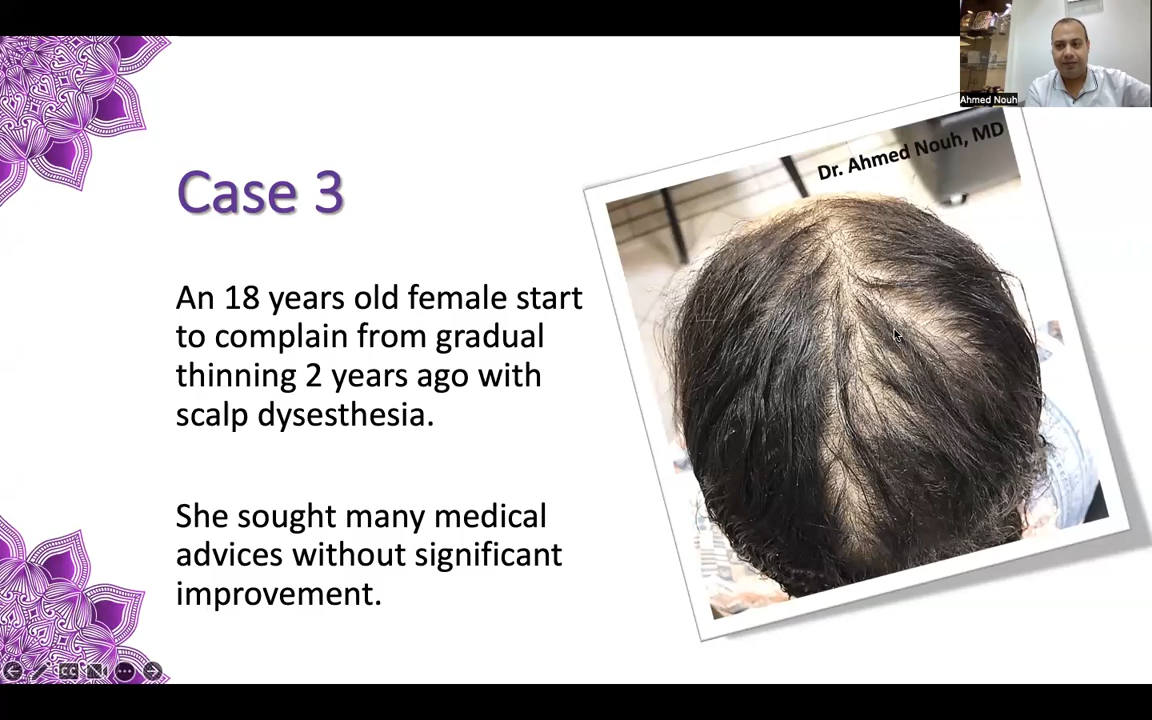 Ahmed Nouh
Dr. Ahmed Nouh, MD
Case 3
An 18 years old female start
to complain from gradual
thinning 2 years ago with
scalp dysesthesia.
She sought many medical
advices without significant
improvement.
CC